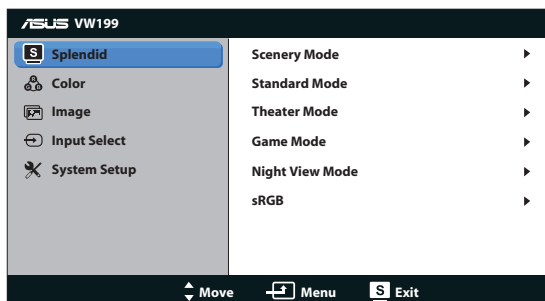 ASUS VW199
S Splendid
Color
Image
Input Select
System Setup
Scenery Mode
Standard Mode
Theater Mode
Game Mode
Night View Mode
sRGB
Move Menu S Exit